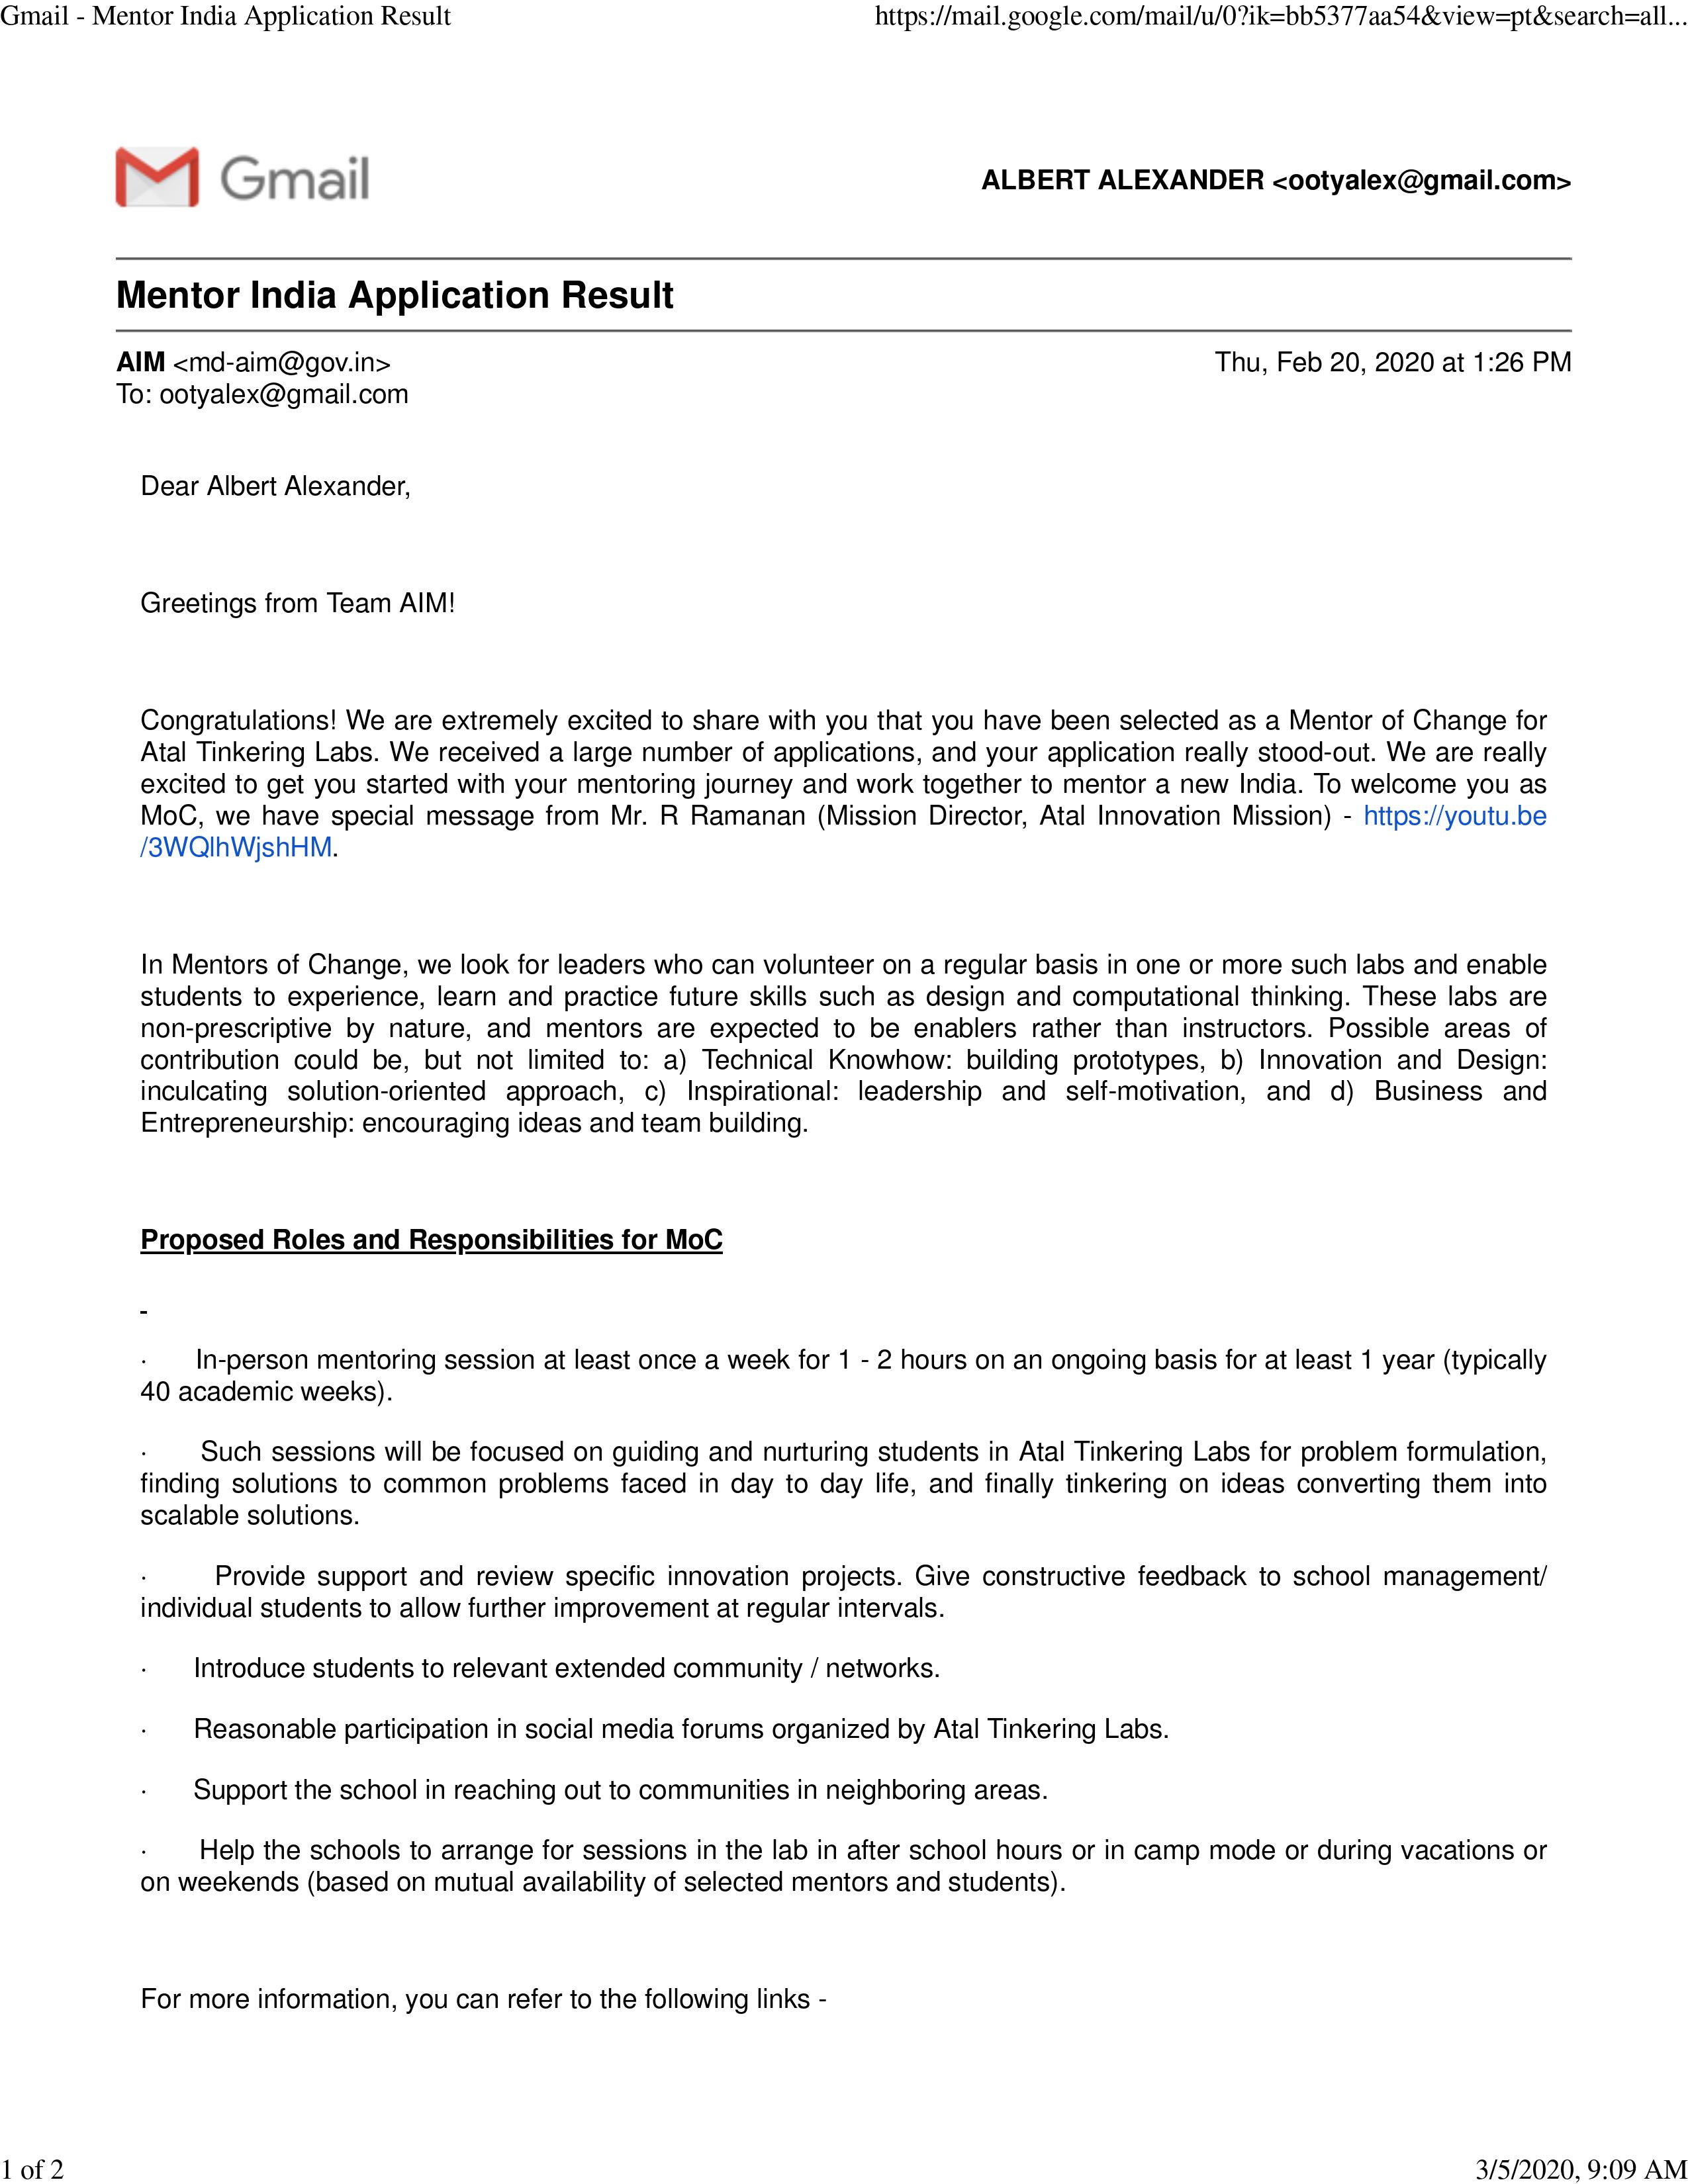 Gmail - Mentor India Application Result
https://mail.google.com/mail/u/0?ik=bb5377aa54&view=pt&search=all...
Gmail
ALBERT ALEXANDER <ootyalex@gmail.com>
Mentor India Application Result
AIM <md-aim@gov.in>
Thu, Feb 20, 2020 at 1:26 PM
To: ootyalex@gmail.com
Dear Albert Alexander,
Greetings from Team AIM!
Congratulations! We are extremely excited to share with you that you have been selected as a Mentor of Change for
Atal Tinkering Labs. We received a large number of applications, and your application really stood-out. We are really
excited to get you started with your mentoring journey and work together to mentor a new India. To welcome you as
MoC, we have special message from Mr. R Ramanan (Mission Director, Atal Innovation Mission) - https://youtu.be
/3WQlhWjshHM.
In Mentors of Change, we look for leaders who can volunteer on a regular basis in one or more such labs and enable
students to experience, learn and practice future skills such as design and computational thinking. These labs are
non-prescriptive by nature, and mentors are expected to be enablers rather than instructors. Possible areas of
contribution could be, but not limited to: a) Technical Knowhow: building prototypes, b) Innovation and Design:
inculcating solution-oriented approach, c) Inspirational: leadership and self-motivation, and d) Business and
Entrepreneurship: encouraging ideas and team building.
Proposed Roles and Responsibilities for MoC
-
· In-person mentoring session at least once a week for 1 - 2 hours on an ongoing basis for at least 1 year (typically
40 academic weeks).
· Such sessions will be focused on guiding and nurturing students in Atal Tinkering Labs for problem formulation,
finding solutions to common problems faced in day to day life, and finally tinkering on ideas converting them into
scalable solutions.
· Provide support and review specific innovation projects. Give constructive feedback to school management/
individual students to allow further improvement at regular intervals.
· Introduce students to relevant extended community / networks.
· Reasonable participation in social media forums organized by Atal Tinkering Labs.
· Support the school in reaching out to communities in neighboring areas.
· Help the schools to arrange for sessions in the lab in after school hours or in camp mode or during vacations or
on weekends (based on mutual availability of selected mentors and students).
For more information, you can refer to the following links -
1 of 2
3/5/2020, 9:09 AM